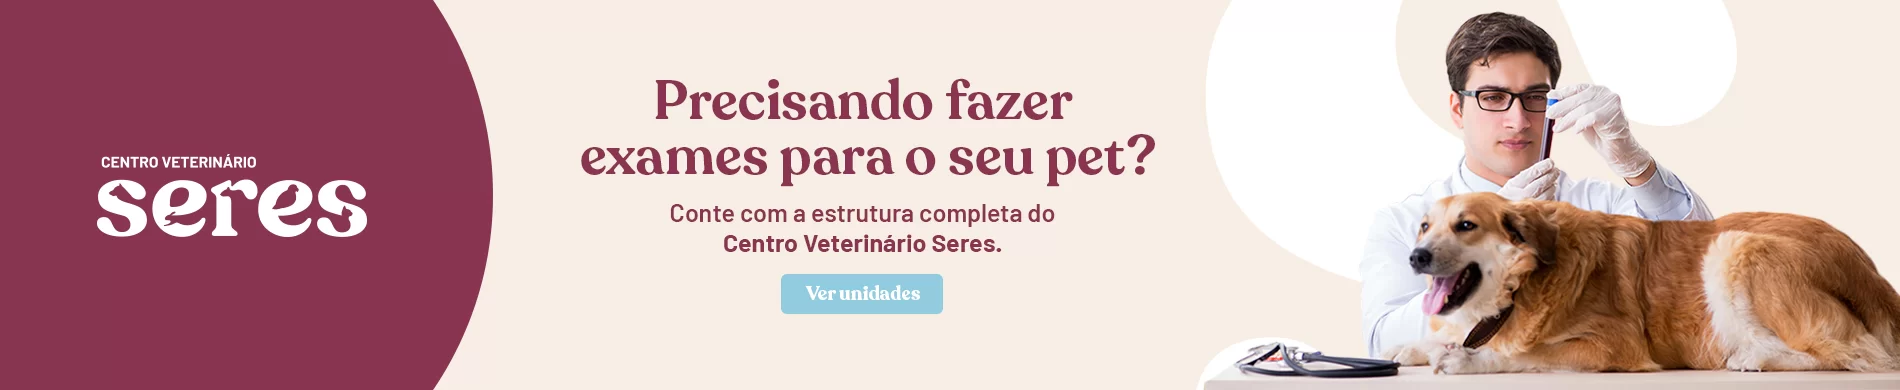 CENTRO VETERINÁRIO
seres
Precisando fazer
exames para o seu pet?
Conte com a estrutura completa do
Centro Veterinário Seres.
Ver unidades